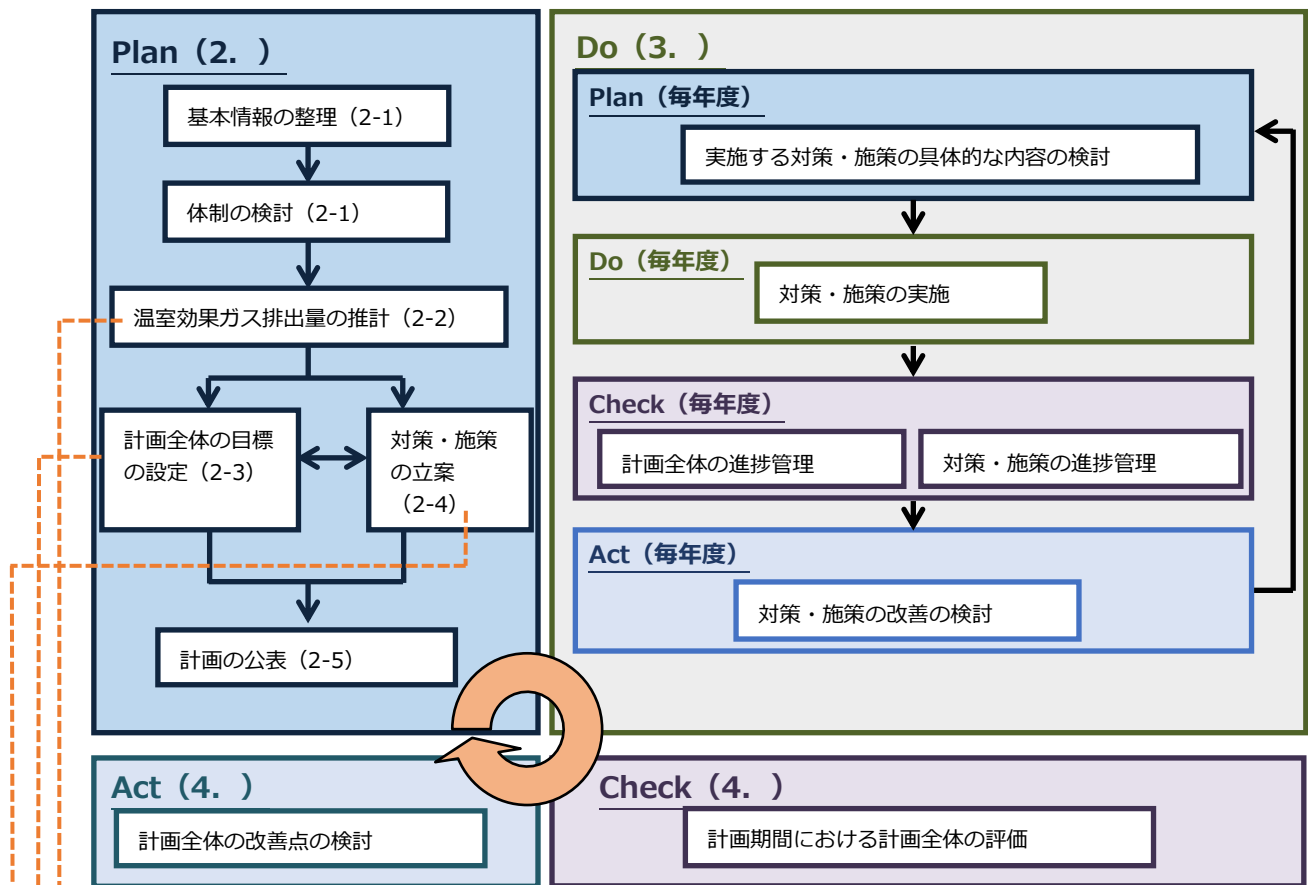 Plan（2. ）
基本情報の整理（2-1）
体制の検討（2-1）
温室効果ガス排出量の推計（2-2）
計画全体の目標
の設定（2-3）
対策・施策
の立案
（2-4）
計画の公表（2-5）
Do（3. ）
Plan（毎年度）
実施する対策・施策の具体的な内容の検討
Do（毎年度）
対策・施策の実施
Check（毎年度）
計画全体の進捗管理
対策・施策の進捗管理
Act（毎年度）
対策・施策の改善の検討
Act（4. ）
計画全体の改善点の検討
Check（4. ）
計画期間における計画全体の評価